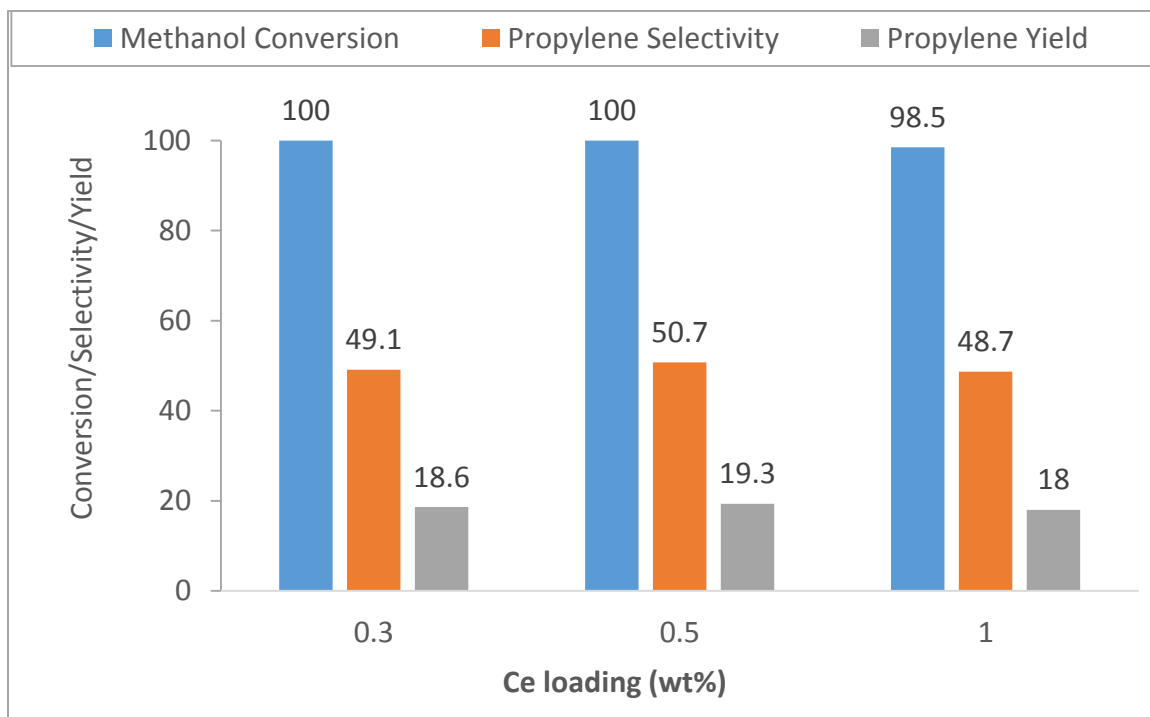 Methanol Conversion Propylene Selectivity Propylene Yield
100 100 98.5
100
80
60
40
20
0
Conversion/Selectivity/Yield
49.1 50.7 48.7
18.6 19.3 18
0.3 0.5 1
Ce loading (wt%)